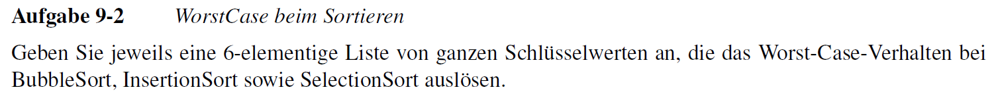 Aufgabe 9-2 WorstCase beim Sortieren
Geben Sie jeweils eine 6-elementige Liste von ganzen Schlüsselwerten an, die das Worst-Case-Verhalten bei
BubbleSort, InsertionSort sowie SelectionSort auslösen.